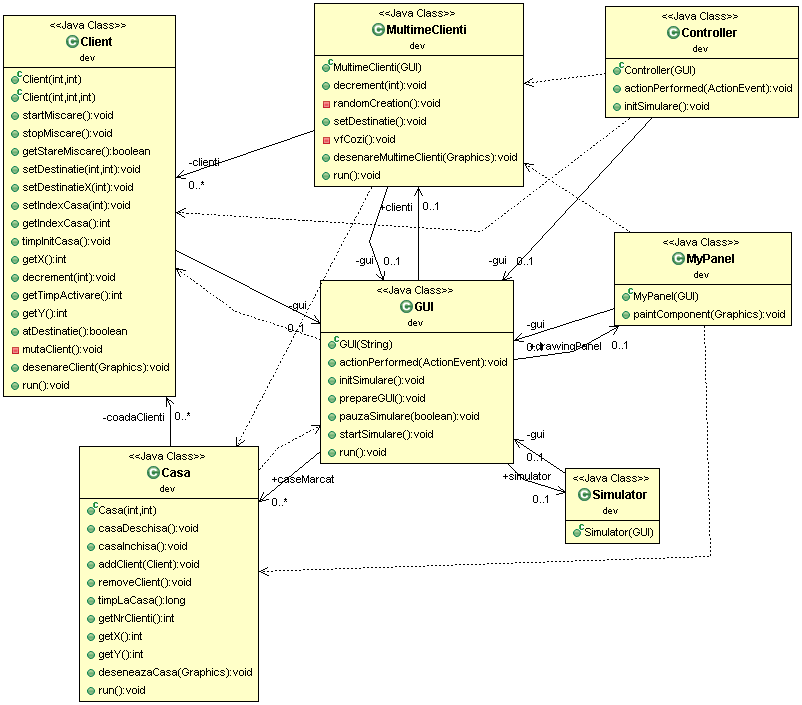 <<Java Class>>
Client
dev
Client(int,int)
Client(int,int,int)
startMiscare():void
stopMiscare():void
getStareMiscare():boolean
setDestinatie(int,int):void
setDestinatieX(int):void
setIndexCasa(int):void
getIndexCasa():int
timpInitCasa():void
getX():int
decrement(int):void
getTimpActivare():int
getY():int
atDestinatie():boolean
mutaClient():void
desenareClient(Graphics):void
run():void
<<Java Class>>
MultimeClienti
dev
MultimeClienti(GUI)
decrement(int):void
randomCreation():void
setDestinatie():void
vfCozi():void
desenareMultimeClienti(Graphics):void
run():void
<<Java Class>>
Controller
dev
Controller(GUI)
actionPerformed(ActionEvent):void
initSimulare():void
-clienti
0..*
+clienti
0..1
-gui
0..1
-gui
0..1
<<Java Class>>
MyPanel
dev
MyPanel(GUI)
paintComponent(Graphics):void
<<Java Class>>
GUI
dev
GUI(String)
actionPerformed(ActionEvent):void
initSimulare():void
prepareGUI():void
pauzaSimulare(boolean):void
startSimulare():void
run():void
-gui
0..1
-gui
0..1
+drawingPanel
0..1
-coadaClienti
0..*
+caseMarcat
0..*
-gui
0..1
+simulator
0..1
<<Java Class>>
Simulator
dev
Simulator(GUI)
<<Java Class>>
Casa
dev
Casa(int,int)
casaDeschisa():void
casaInchisa():void
addClient(Client):void
removeClient():void
timpLaCasa():long
getNrClienti():int
getX():int
getY():int
deseneazaCasa(Graphics):void
run():void